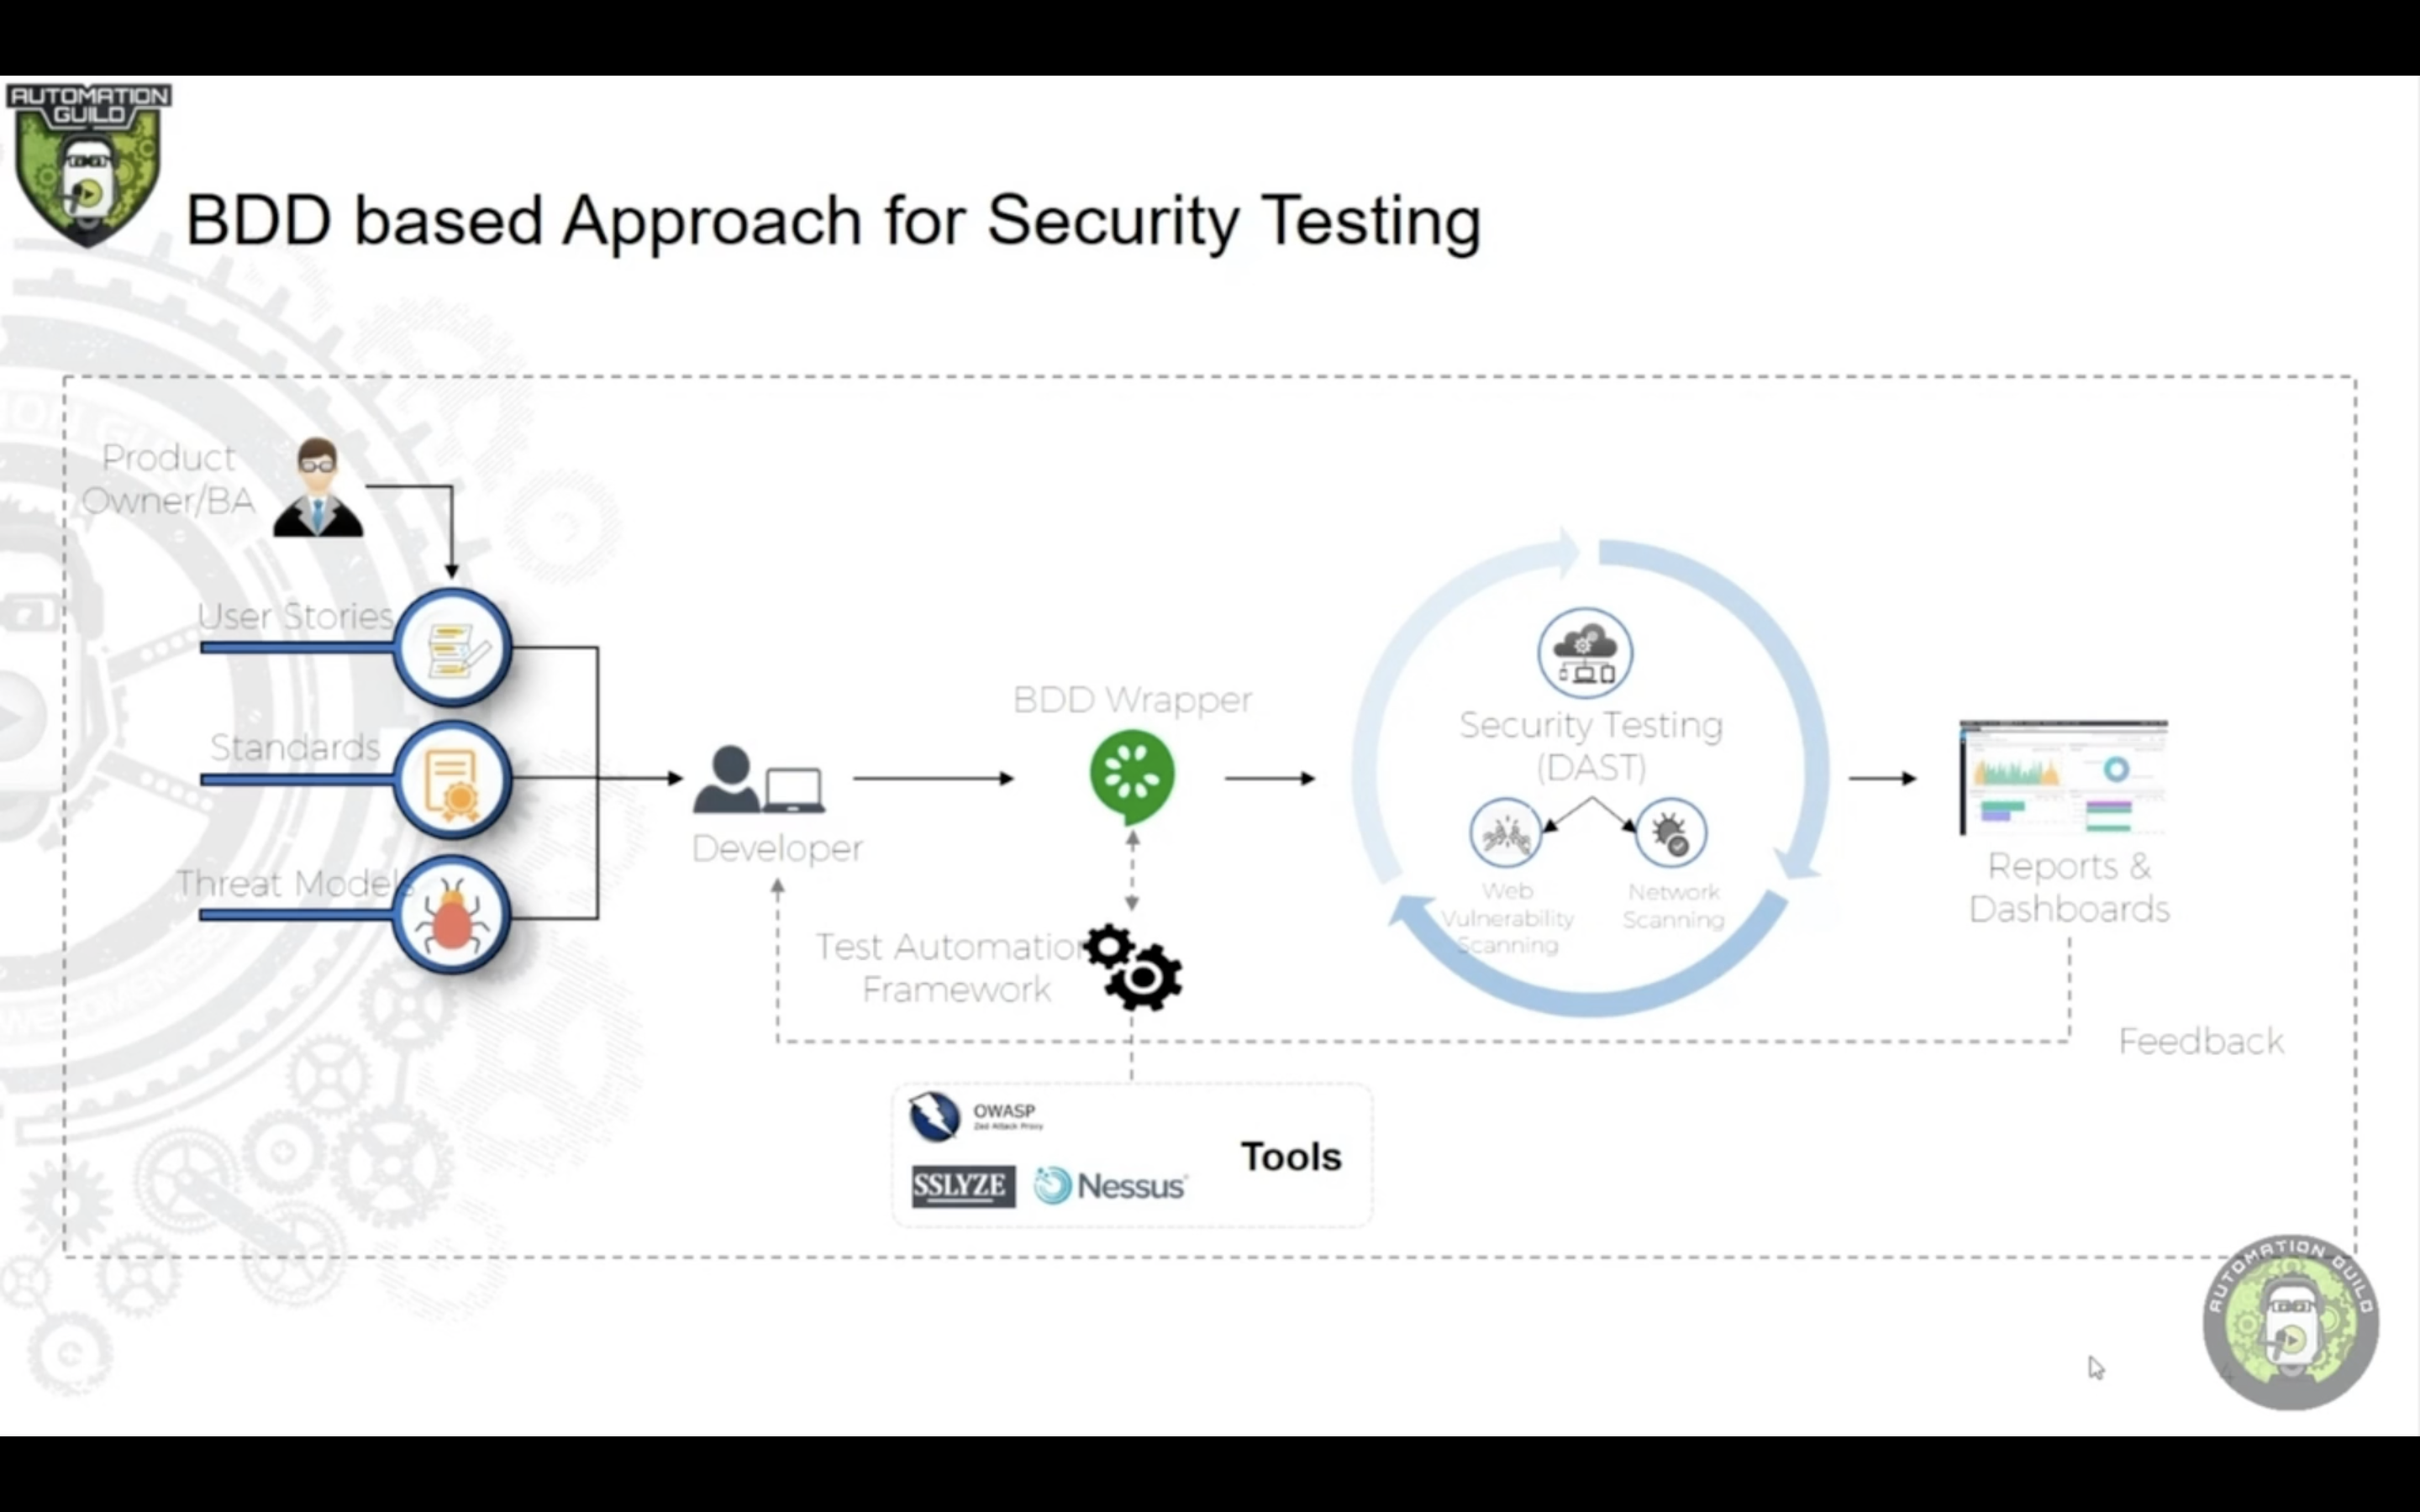 AUTOMATION
GUILD
BDD based Approach for Security Testing
Product
Owner/BA
User Stories
Standards
Threat Models
Developer
BDD Wrapper
Test Automation
Framework
Security Testing
(DAST)
Web
Vulnerability
Scanning
Network
Scanning
Reports &
Dashboards
Feedback
OWASP
Zed Attack Proxy
SSLYZE
Nessus
Tools
AUTOMATION GUILD